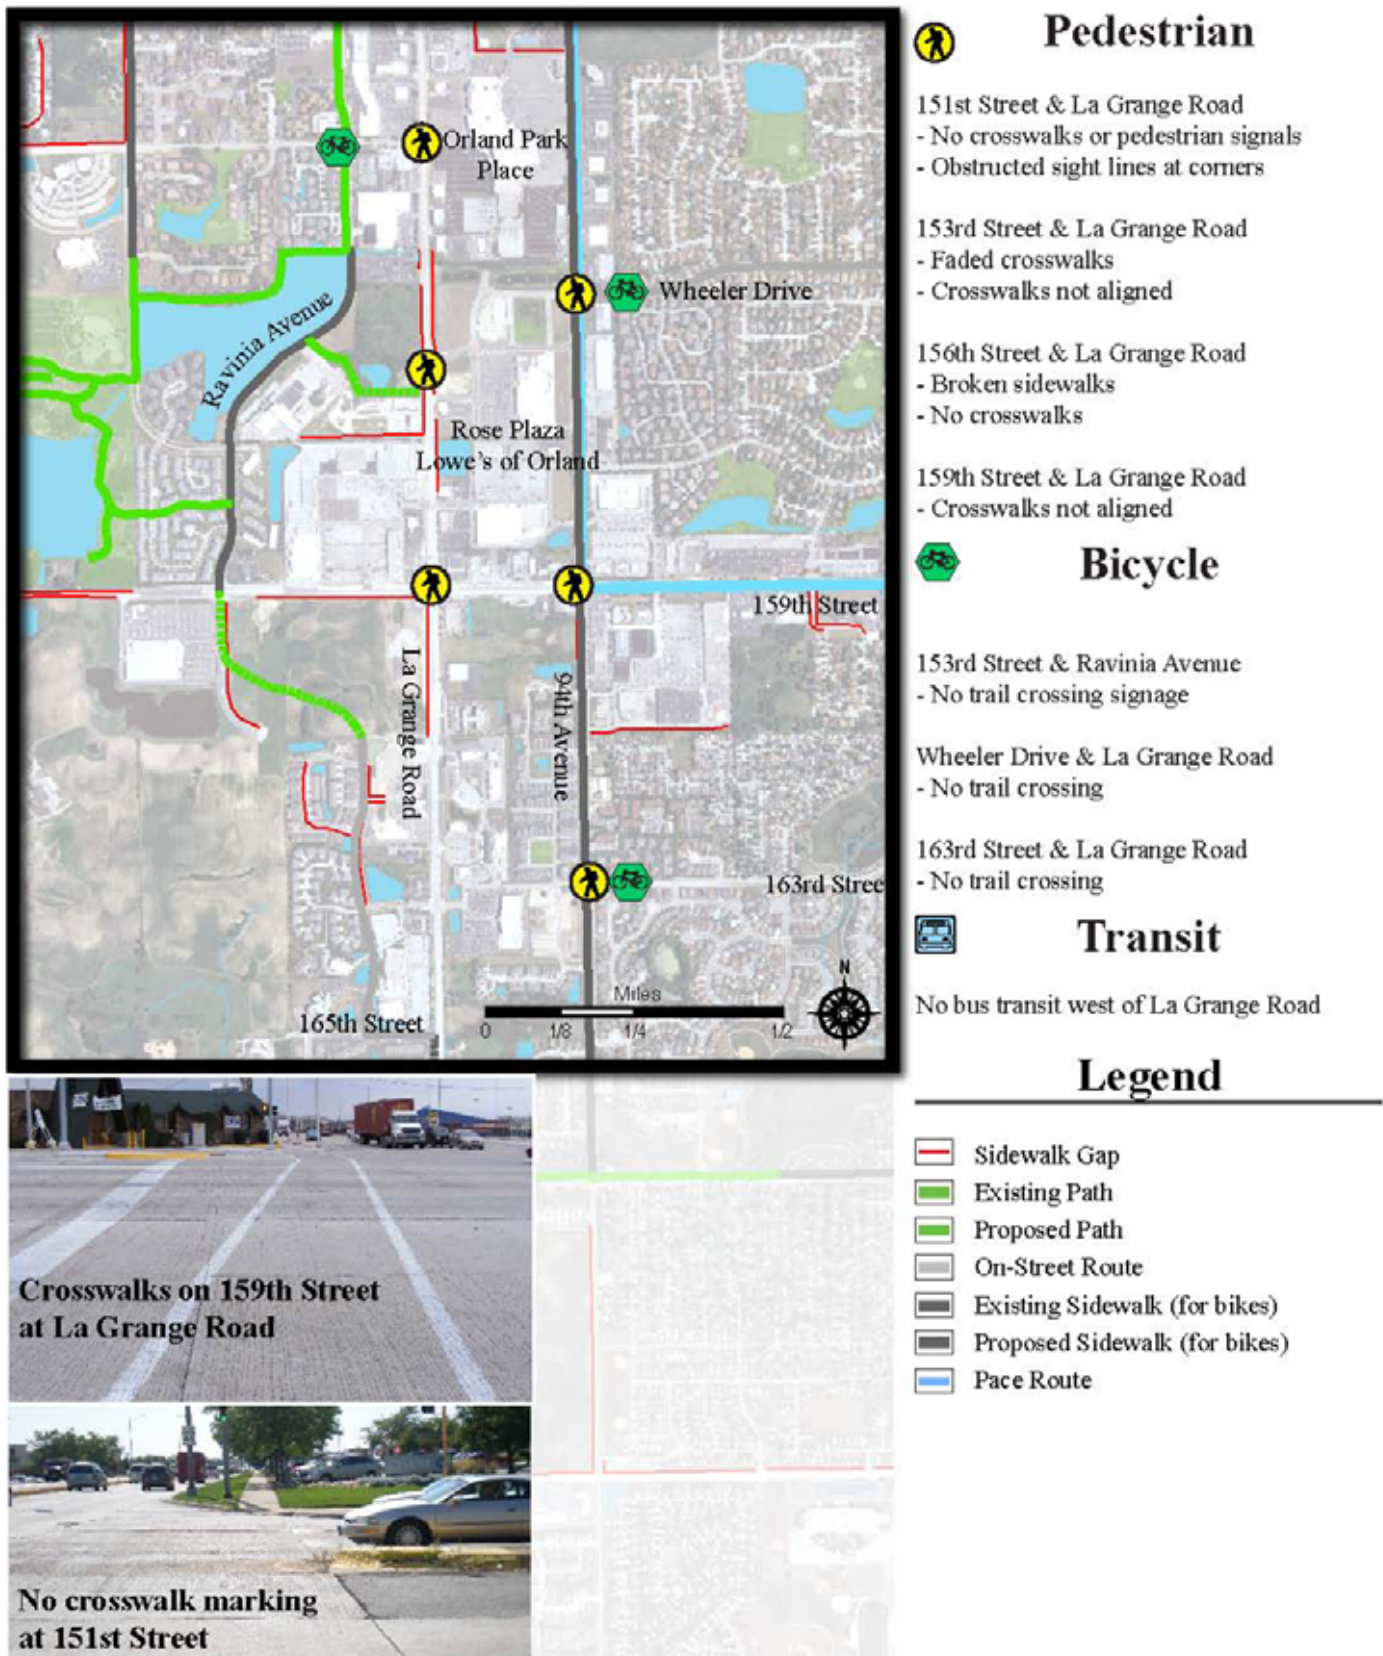 Orland Park
Place
Wheeler Drive
Ravinia Avenue
Rose Plaza
Lowe's of Orland
159th Street
La Grange Road
94th Avenue
163rd Stree
165th Street
Miles
0 1/8 1/4 1/2
N
Crosswalks on 159th Street
at La Grange Road
No crosswalk marking
at 151st Street
Pedestrian
151st Street & La Grange Road
- No crosswalks or pedestrian signals
- Obstructed sight lines at corners
153rd Street & La Grange Road
- Faded crosswalks
- Crosswalks not aligned
156th Street & La Grange Road
- Broken sidewalks
- No crosswalks
159th Street & La Grange Road
- Crosswalks not aligned
Bicycle
153rd Street & Ravinia Avenue
- No trail crossing signage
Wheeler Drive & La Grange Road
- No trail crossing
163rd Street & La Grange Road
- No trail crossing
Transit
No bus transit west of La Grange Road
Legend
Sidewalk Gap
Existing Path
Proposed Path
On-Street Route
Existing Sidewalk (for bikes)
Proposed Sidewalk (for bikes)
Pace Route